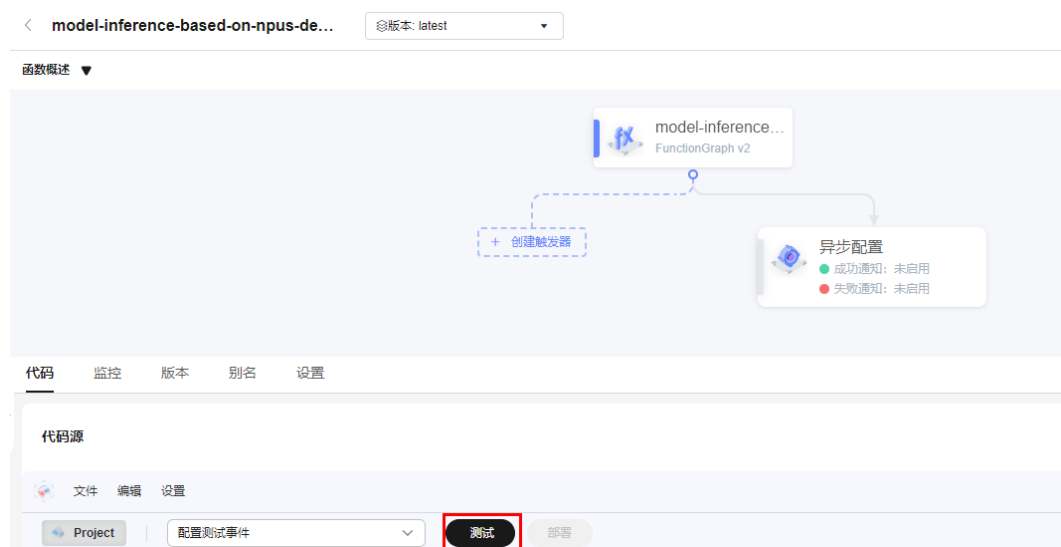 model-inference-based-on-npus-de... 版本: latest
函数概述
model-inference...
FunctionGraph v2
+ 创建触发器
异步配置
成功通知：未启用
失败通知：未启用
代码 监控 版本 别名 设置
代码源
文件 编辑 设置
Project 配置测试事件 测试 部署